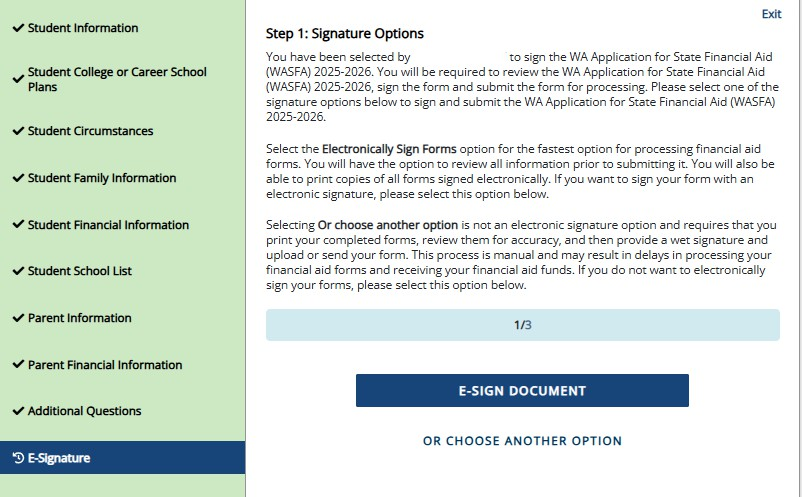 Student Information
Student College or Career School
Plans
Student Circumstances
Student Family Information
Student Financial Information
Student School List
Parent Information
Parent Financial Information
Additional Questions
E-Signature
Exit
Step 1: Signature Options
You have been selected by to sign the WA Application for State Financial Aid
(WASFA) 2025-2026. You will be required to review the WA Application for State Financial Aid
(WASFA) 2025-2026, sign the form and submit the form for processing. Please select one of the
signature options below to sign and submit the WA Application for State Financial Aid (WASFA)
2025-2026.
Select the Electronically Sign Forms option for the fastest option for processing financial aid
forms. You will have the option to review all information prior to submitting it. You will also be
able to print copies of all forms signed electronically. If you want to sign your form with an
electronic signature, please select this option below.
Selecting Or choose another option is not an electronic signature option and requires that you
print your completed forms, review them for accuracy, and then provide a wet signature and
upload or send your form. This process is manual and may result in delays in processing your
financial aid forms and receiving your financial aid funds. If you do not want to electronically
sign your forms, please select this option below.
1/3
E-SIGN DOCUMENT
OR CHOOSE ANOTHER OPTION